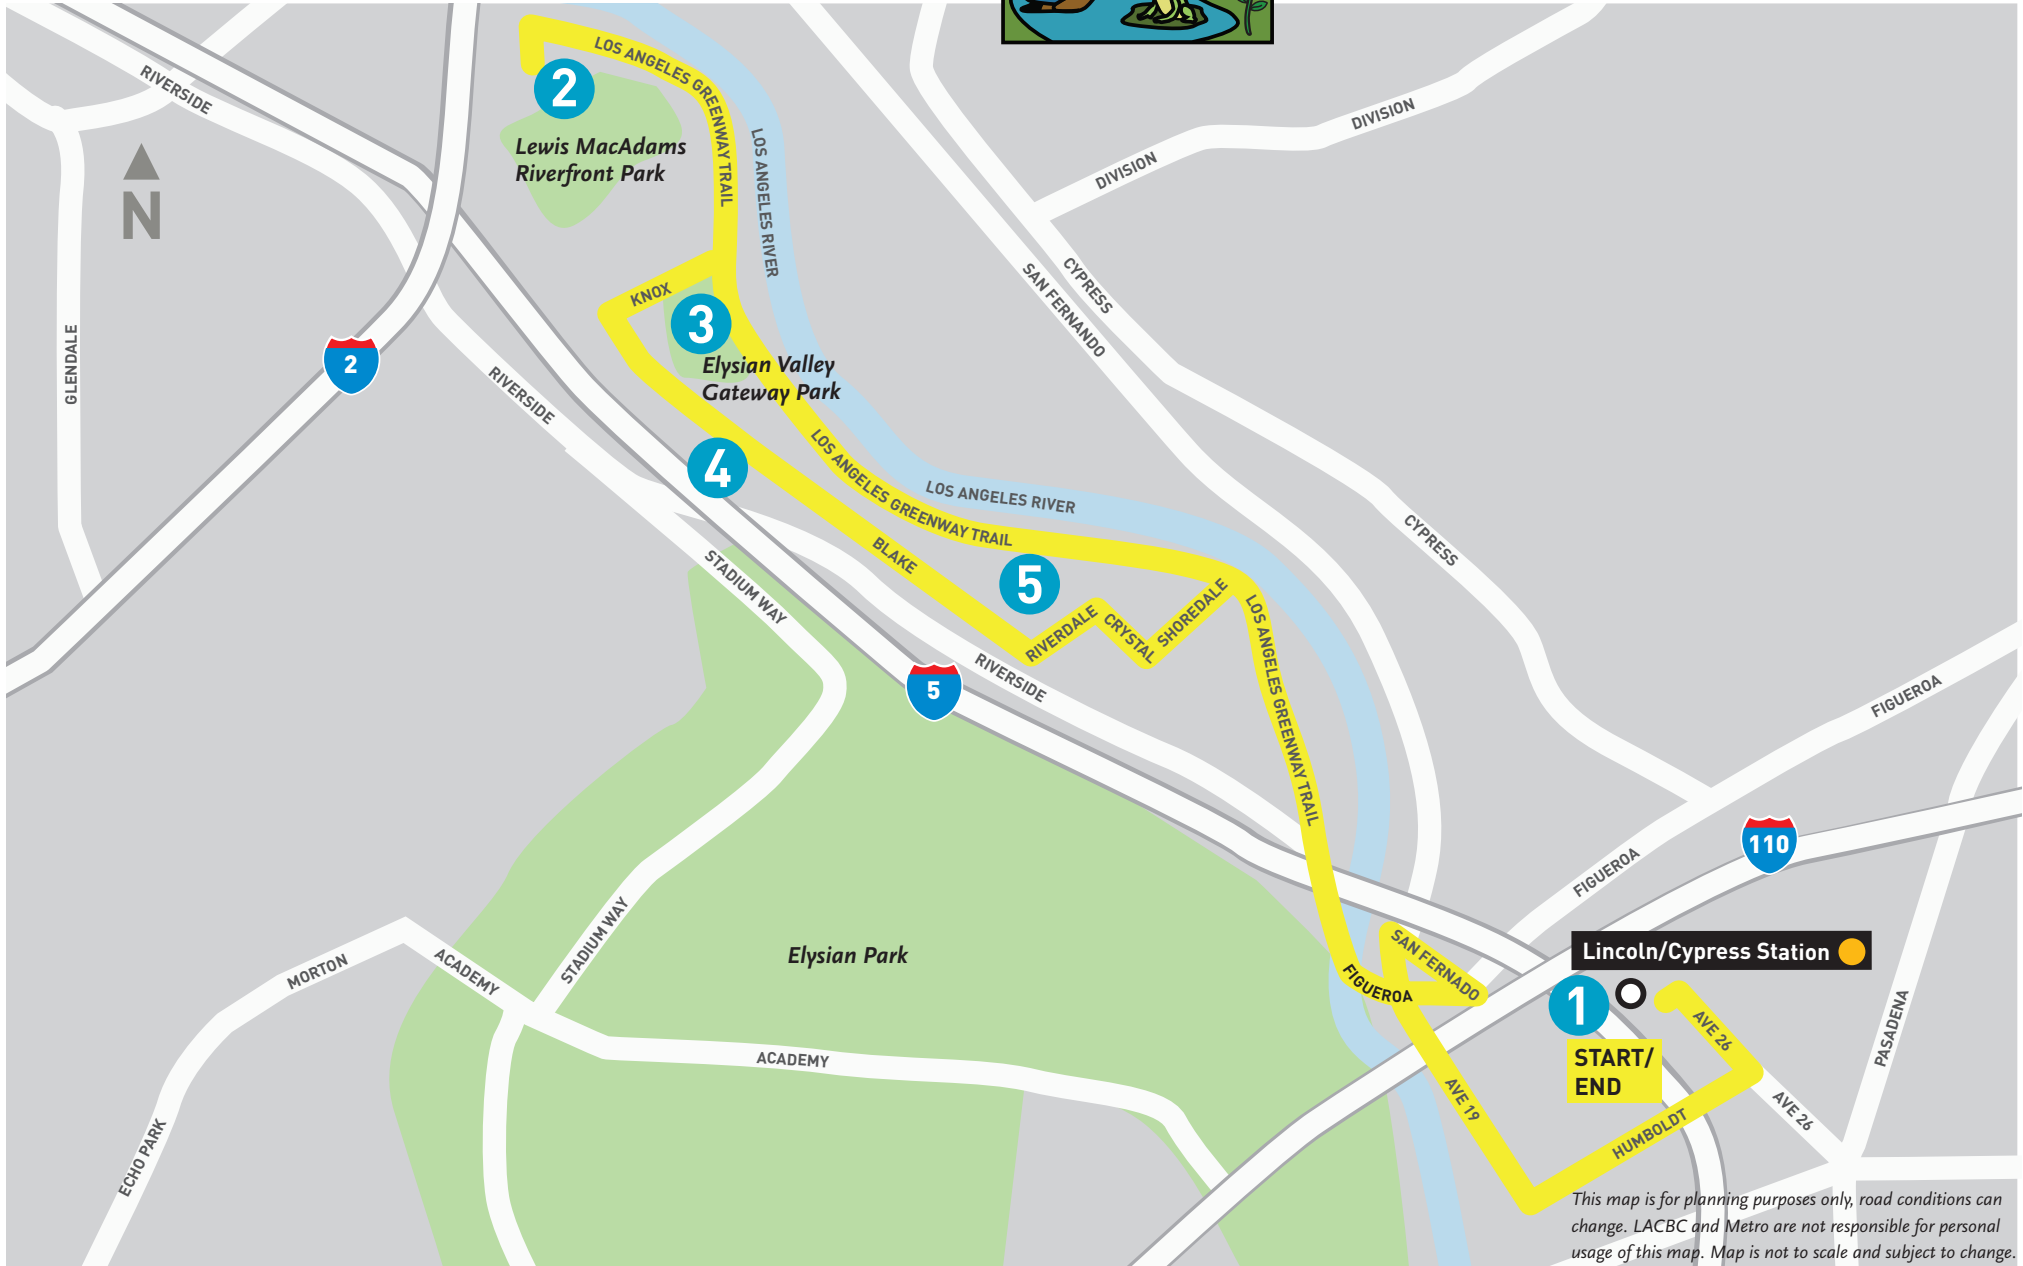 RIVERSIDE
LOS ANGELES GREENWAY TRAIL
2
Lewis MacAdams
Riverfront Park
LOS ANGELES RIVER
DIVISION
DIVISION
N
KNOX
3
Elysian Valley
Gateway Park
SAN FERNANDO
CYPRESS
GLENDALE
2
RIVERSIDE
4
LOS ANGELES GREENWAY TRAIL
LOS ANGELES RIVER
BLAKE
5
CYPRESS
STADIUM WAY
RIVERDALE
CRYSTAL
SHOREDALE
LOS ANGELES GREENWAY TRAIL
RIVERSIDE
5
FIGUEROA
110
FIGUEROA
STADIUM WAY
Elysian Park
MORTON
ACADEMY
SAN FERNADO
FIGUEROA
Lincoln/Cypress Station
1
START/
END
AVE 26
PASADENA
ACADEMY
AVE 19
AVE 26
HUMBOLDT
ECHO PARK
This map is for planning purposes only, road conditions can
change. LACBC and Metro are not responsible for personal
usage of this map. Map is not to scale and subject to change.